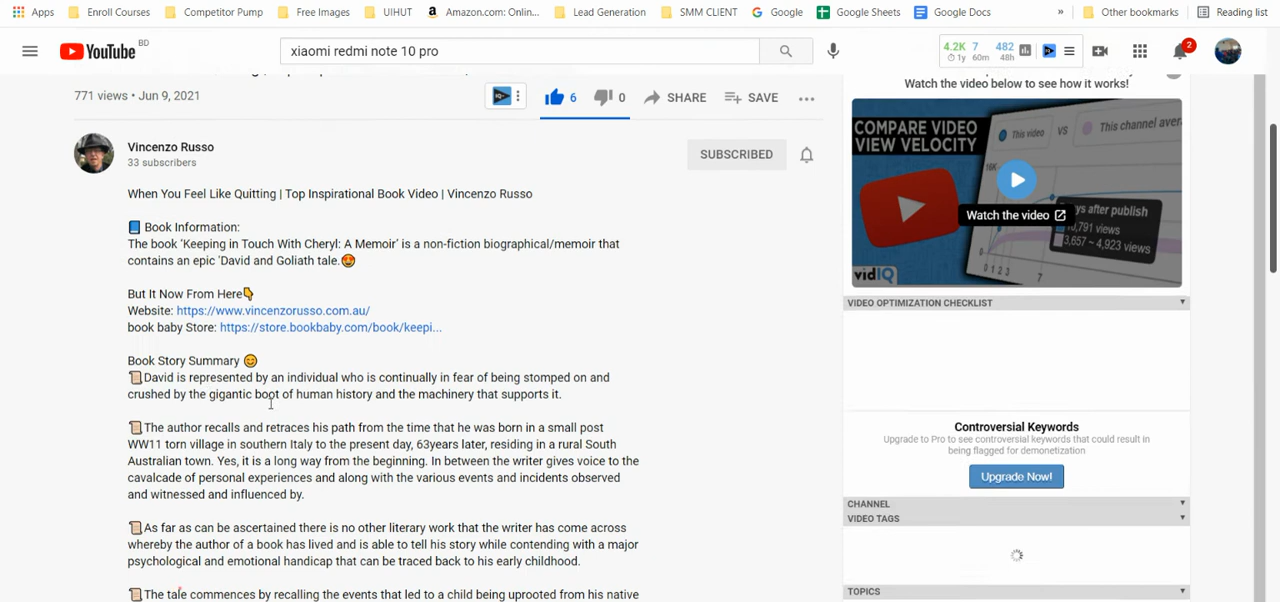 Apps
Enroll Courses
Competitor Pump
Free Images
UIHUT
Amazon.com: Onlin...
Lead Generation
SMM CLIENT
Google
Google Sheets
Google Docs
»
Other bookmarks
Reading list
YouTube BD
xiaomi redmi note 10 pro
4.2K 7 482
1y 60m 48h
2
771 views • Jun 9, 2021
6
0
SHARE
SAVE
Vincenzo Russo
33 subscribers
SUBSCRIBED
When You Feel Like Quitting | Top Inspirational Book Video | Vincenzo Russo
📘 Book Information:
The book 'Keeping in Touch With Cheryl: A Memoir' is a non-fiction biographical/memoir that
contains an epic 'David and Goliath tale.😍
But It Now From Here👇
Website: https://www.vincenzorusso.com.au/
book baby Store: https://store.bookbaby.com/book/keepi...
Book Story Summary 😊
📜David is represented by an individual who is continually in fear of being stomped on and
crushed by the gigantic boot of human history and the machinery that supports it.
📜The author recalls and retraces his path from the time that he was born in a small post
WW11 torn village in southern Italy to the present day, 63years later, residing in a rural South
Australian town. Yes, it is a long way from the beginning. In between the writer gives voice to the
cavalcade of personal experiences and along with the various events and incidents observed
and witnessed and influenced by.
📜As far as can be ascertained there is no other literary work that the writer has come across
whereby the author of a book has lived and is able to tell his story while contending with a major
psychological and emotional handicap that can be traced back to his early childhood.
📜The tale commences by recalling the events that led to a child being uprooted from his native
Watch the video below to see how it works!
COMPARE VIDEO
VIEW VELOCITY
This video
VS
This channel aver
16K
Watch the video
ys after publish
10,791 views
3,657 ~ 4,923 views
0 1 2 3 7
vidIQ
VIDEO OPTIMIZATION CHECKLIST
Controversial Keywords
Upgrade to Pro to see controversial keywords that could result in
being flagged for demonetization
Upgrade Now!
CHANNEL
VIDEO TAGS
TOPICS